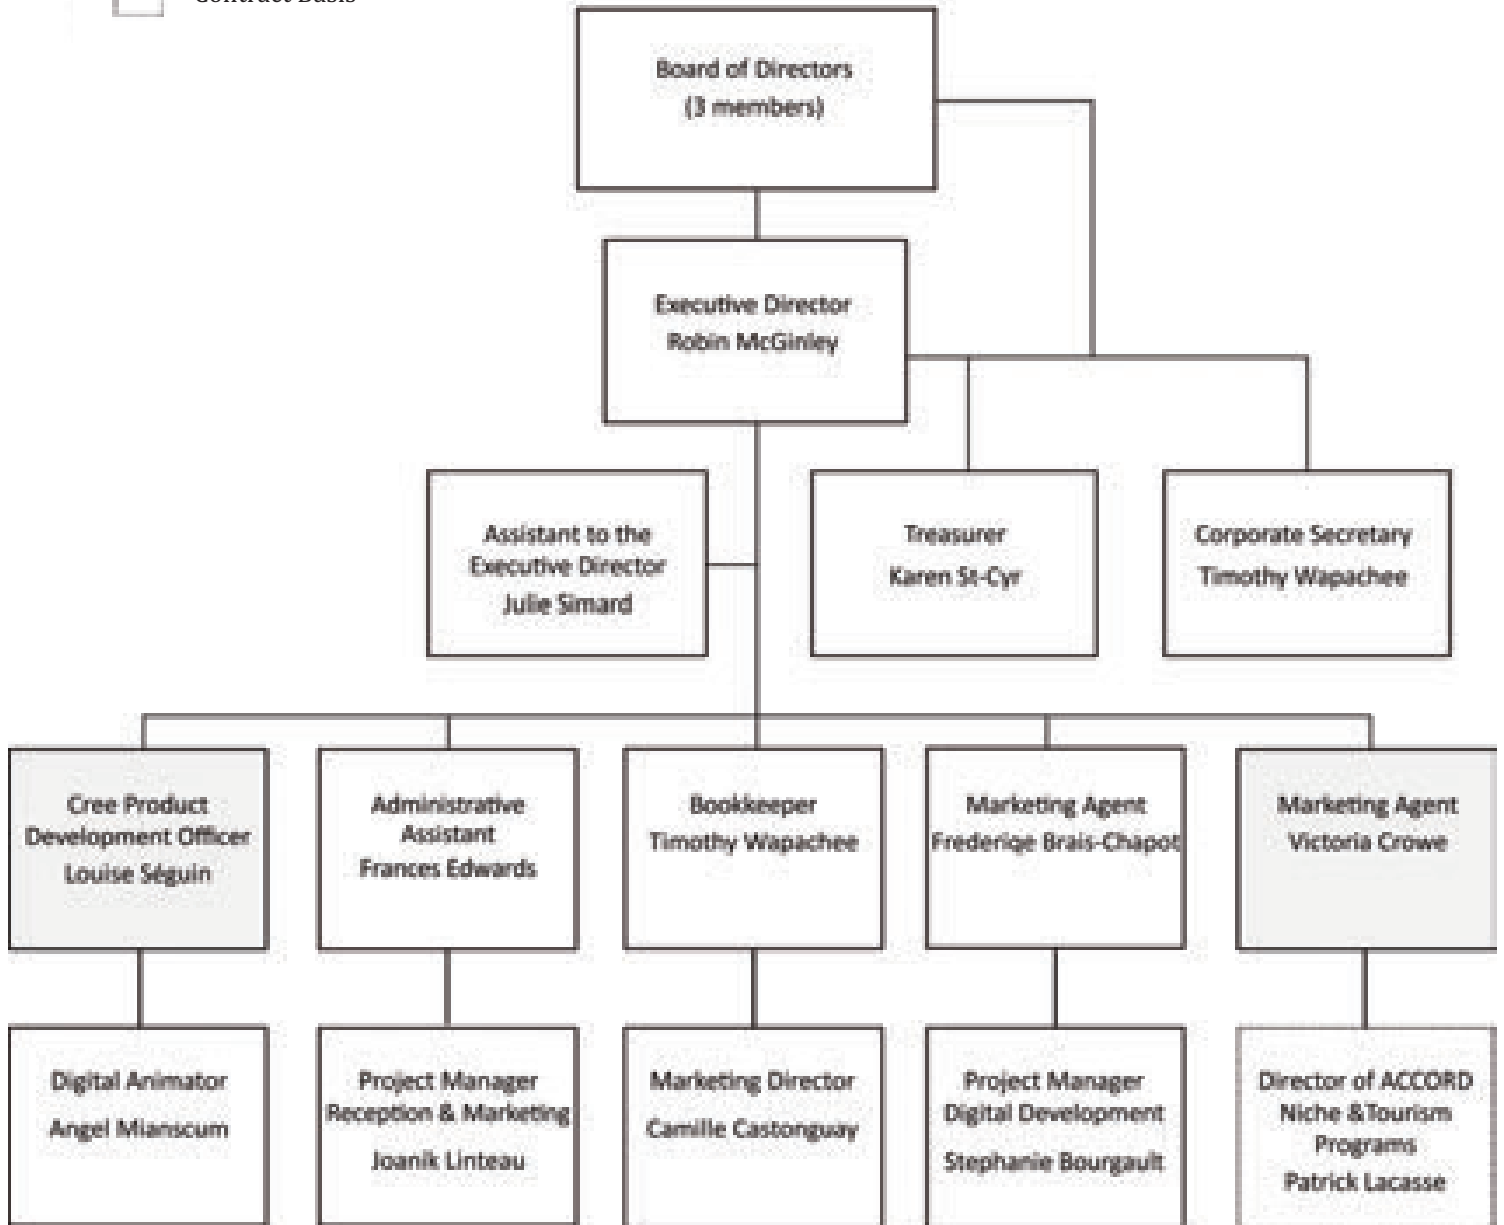 Contract Basis
Board of Directors
(3 members)
Executive Director
Robin McGinley
Assistant to the
Executive Director
Julie Simard
Treasurer
Karen St-Cyr
Corporate Secretary
Timothy Wapachee
Cree Product
Development Officer
Louise Séguin
Administrative
Assistant
Frances Edwards
Bookkeeper
Timothy Wapachee
Marketing Agent
Frederiqe Brais-Chapot
Marketing Agent
Victoria Crowe
Digital Animator
Angel Mianscum
Project Manager
Reception & Marketing
Joanik Linteau
Marketing Director
Camille Castonguay
Project Manager
Digital Development
Stephanie Bourgault
Director of ACCORD
Niche &Tourism
Programs
Patrick Lacasse